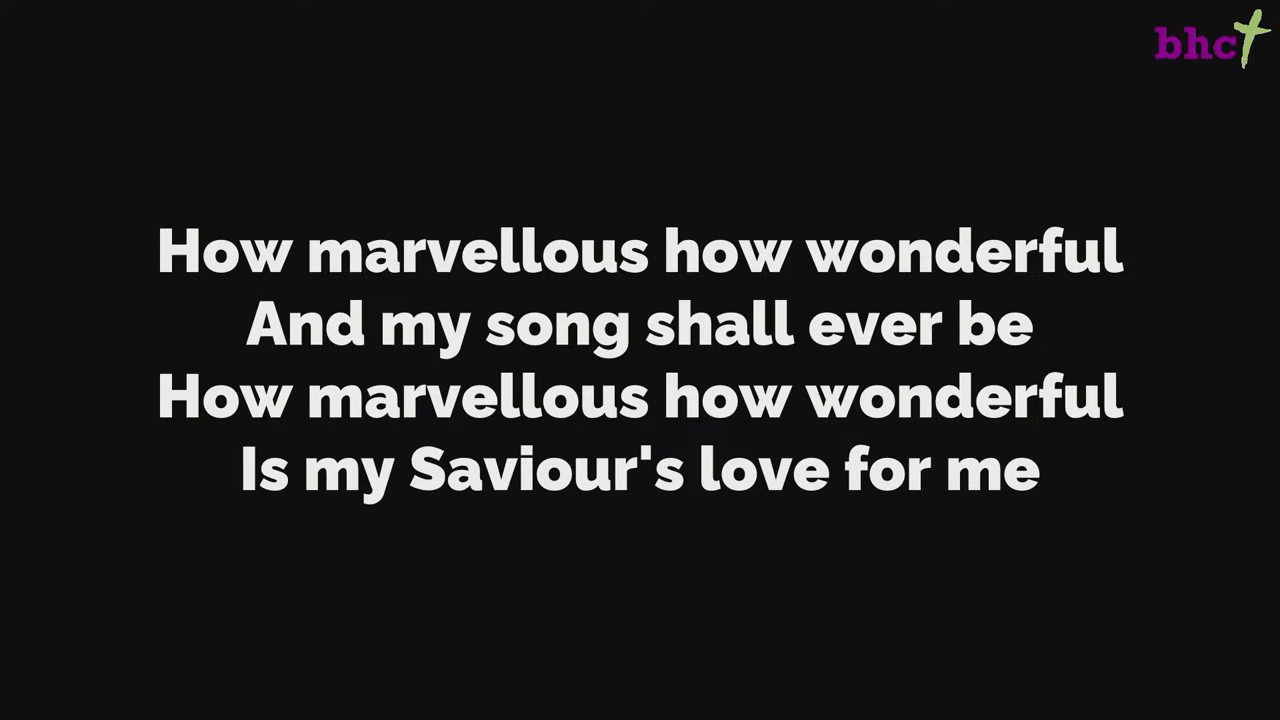 bhc
How marvellous how wonderful
And my song shall ever be
How marvellous how wonderful
Is my Saviour's love for me